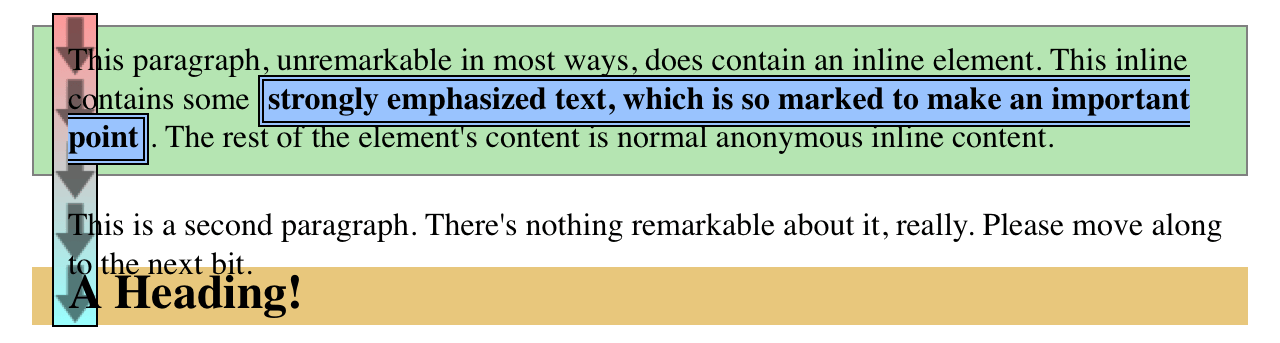 This paragraph, unremarkable in most ways, does contain an inline element. This inline
contains some strongly emphasized text, which is so marked to make an important
point . The rest of the element's content is normal anonymous inline content.
This is a second paragraph. There's nothing remarkable about it, really. Please move along
to the next bit.
A Heading!